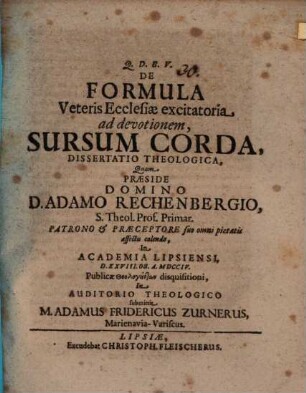 Q. D. B. V.
30.
DE
FORMULA
Veteris Ecclesiæ excitatoria
ad devotionem,
SURSUM CORDA,
DISSERTATIO THEOLOGICA,
Quam
PRÆSIDE
DOMINO
D. ADAMO RECHENBERGIO,
S. Theol. Prof. Primar.
PATRONO & PRÆCEPTORE suo omni pietatis
affectu colendo,
In
ACADEMIA LIPSIENSI,
D. XXVIII. A. MDCCIV.
Publicæ disquisitioni,
In
AUDITORIO THEOLOGICO
submittit
M. ADAMUS FRIDERICUS ZURNERUS,
Marienavia-Variscus.
LIPSIÆ,
Excudebat CHRISTOPH. FLEISCHERUS.